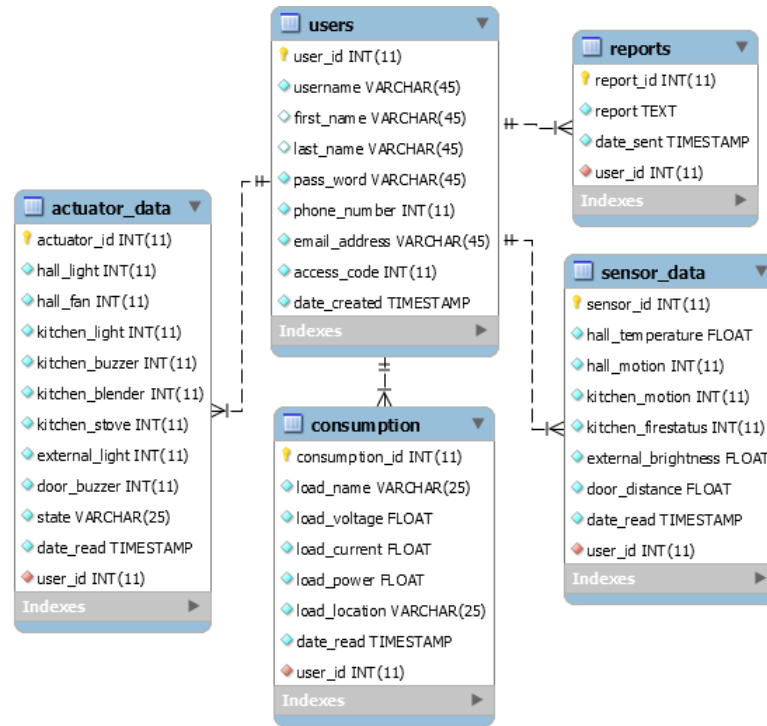 users
user_id INT(11)
username VARCHAR(45)
first_name VARCHAR(45)
last_name VARCHAR(45)
pass_word VARCHAR(45)
phone_number INT(11)
email_address VARCHAR(45)
access_code INT(11)
date_created TIMESTAMP
Indexes
reports
report_id INT(11)
report TEXT
date_sent TIMESTAMP
user_id INT(11)
Indexes
actuator_data
actuator_id INT(11)
hall_light INT(11)
hall_fan INT(11)
kitchen_light INT(11)
kitchen_buzzer INT(11)
kitchen_blender INT(11)
kitchen_stove INT(11)
external_light INT(11)
door_buzzer INT(11)
state VARCHAR(25)
date_read TIMESTAMP
user_id INT(11)
Indexes
sensor_data
sensor_id INT(11)
hall_temperature FLOAT
hall_motion INT(11)
kitchen_motion INT(11)
kitchen_firestatus INT(11)
external_brightness FLOAT
door_distance FLOAT
date_read TIMESTAMP
user_id INT(11)
Indexes
consumption
consumption_id INT(11)
load_name VARCHAR(25)
load_voltage FLOAT
load_current FLOAT
load_power FLOAT
load_location VARCHAR(25)
date_read TIMESTAMP
user_id INT(11)
Indexes